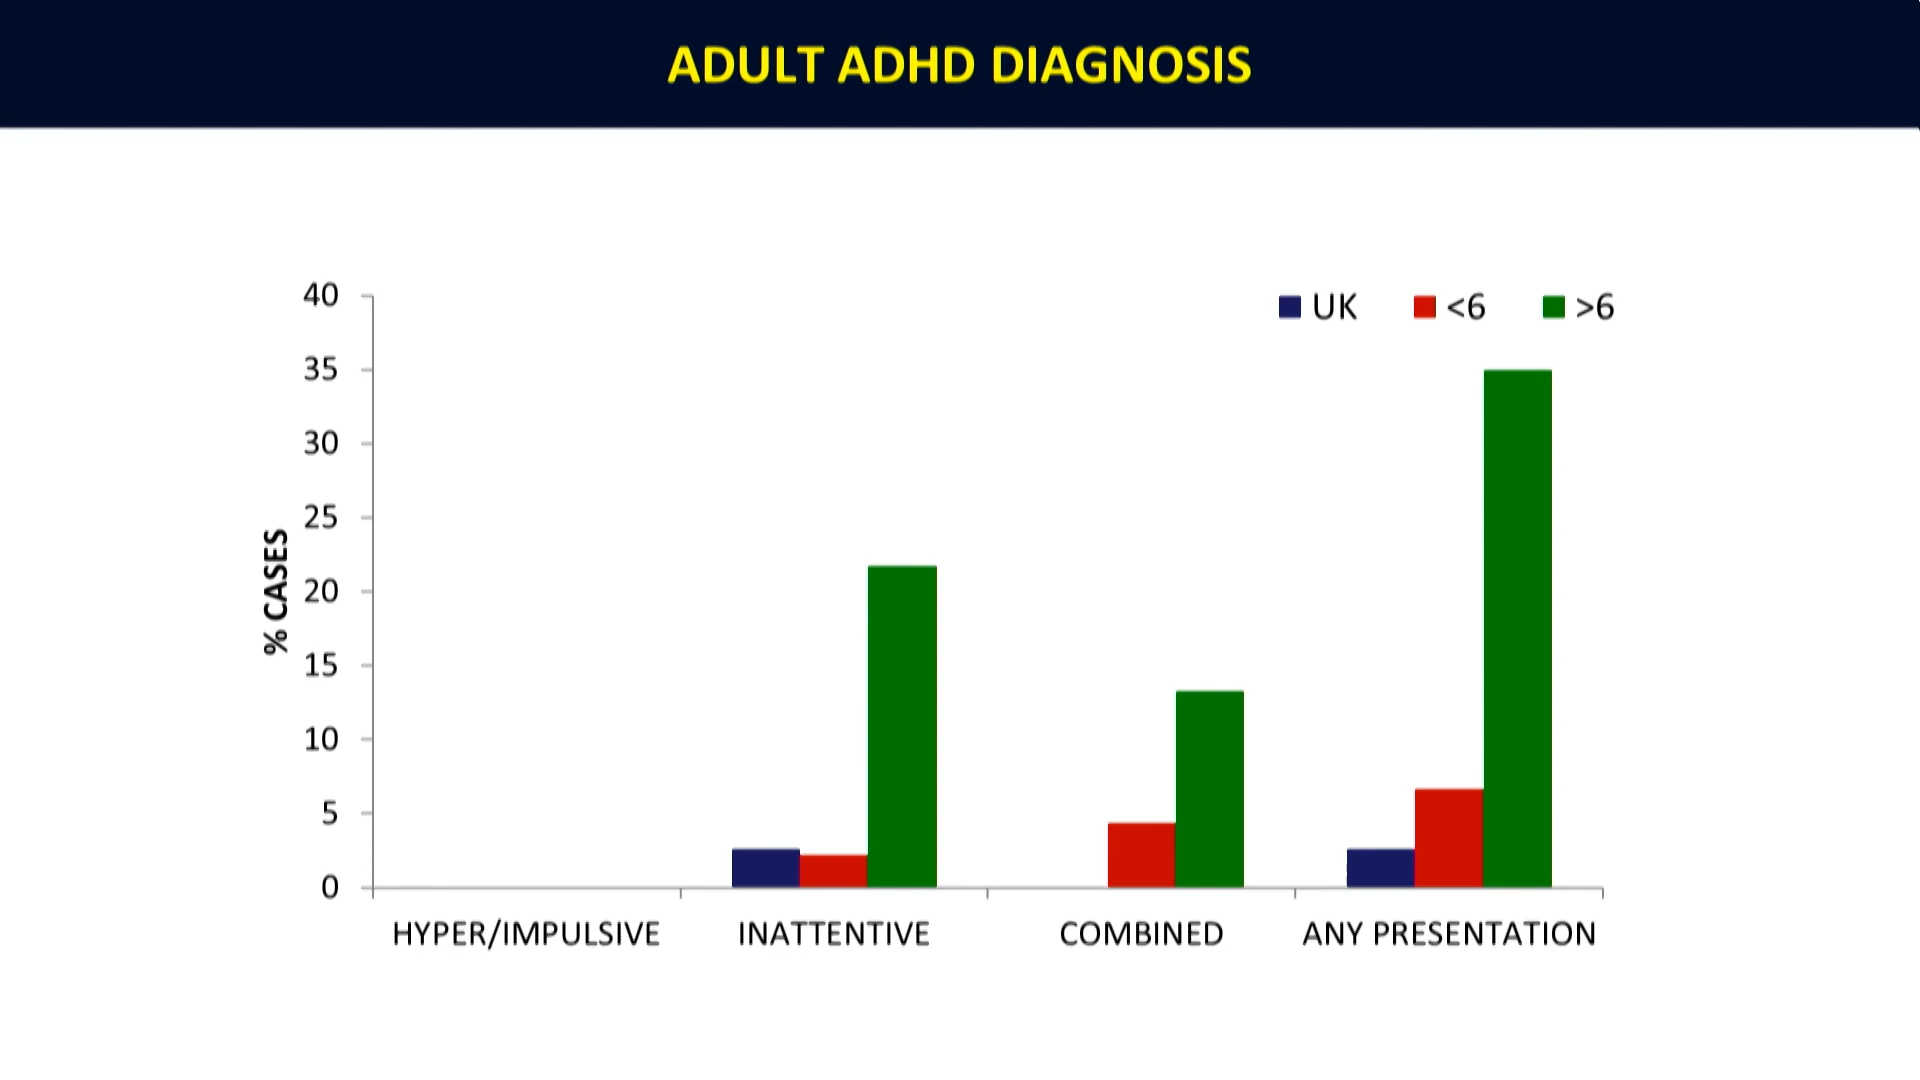 ADULT ADHD DIAGNOSIS
UK <6 >6
40
35
30
25
20
15
10
5
0
% CASES
HYPER/IMPULSIVE INATTENTIVE COMBINED ANY PRESENTATION